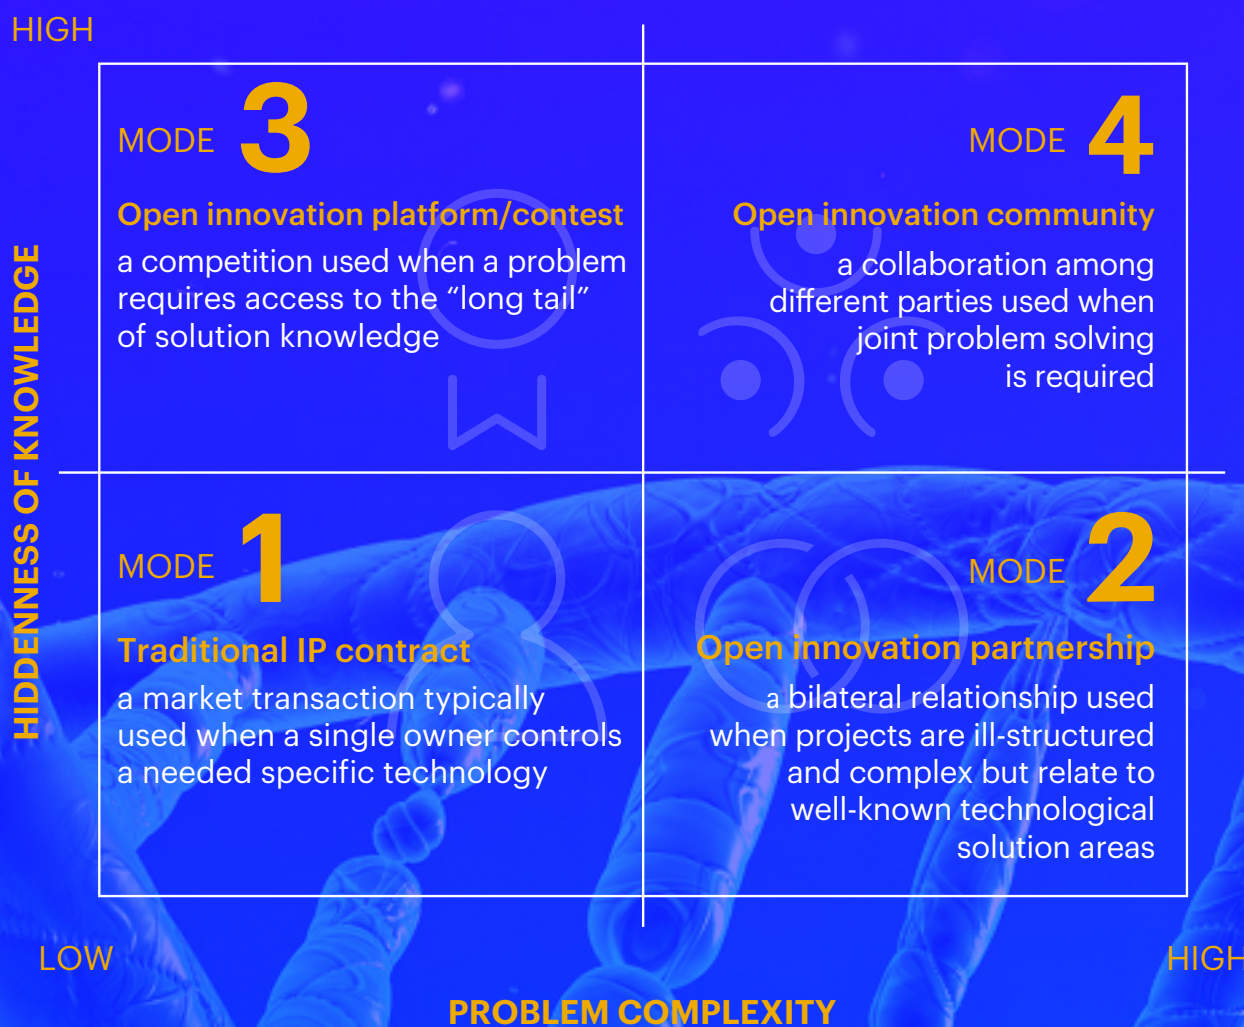 HIGH
MODE 3
Open innovation platform/contest
a competition used when a problem
requires access to the “long tail”
of solution knowledge
MODE 4
Open innovation community
a collaboration among
different parties used when
joint problem solving
is required
HIDDENNESS OF KNOWLEDGE
MODE 1
Traditional IP contract
a market transaction typically
used when a single owner controls
a needed specific technology
MODE 2
Open innovation partnership
a bilateral relationship used
when projects are ill-structured
and complex but relate to
well-known technological
solution areas
LOW
HIGH
PROBLEM COMPLEXITY